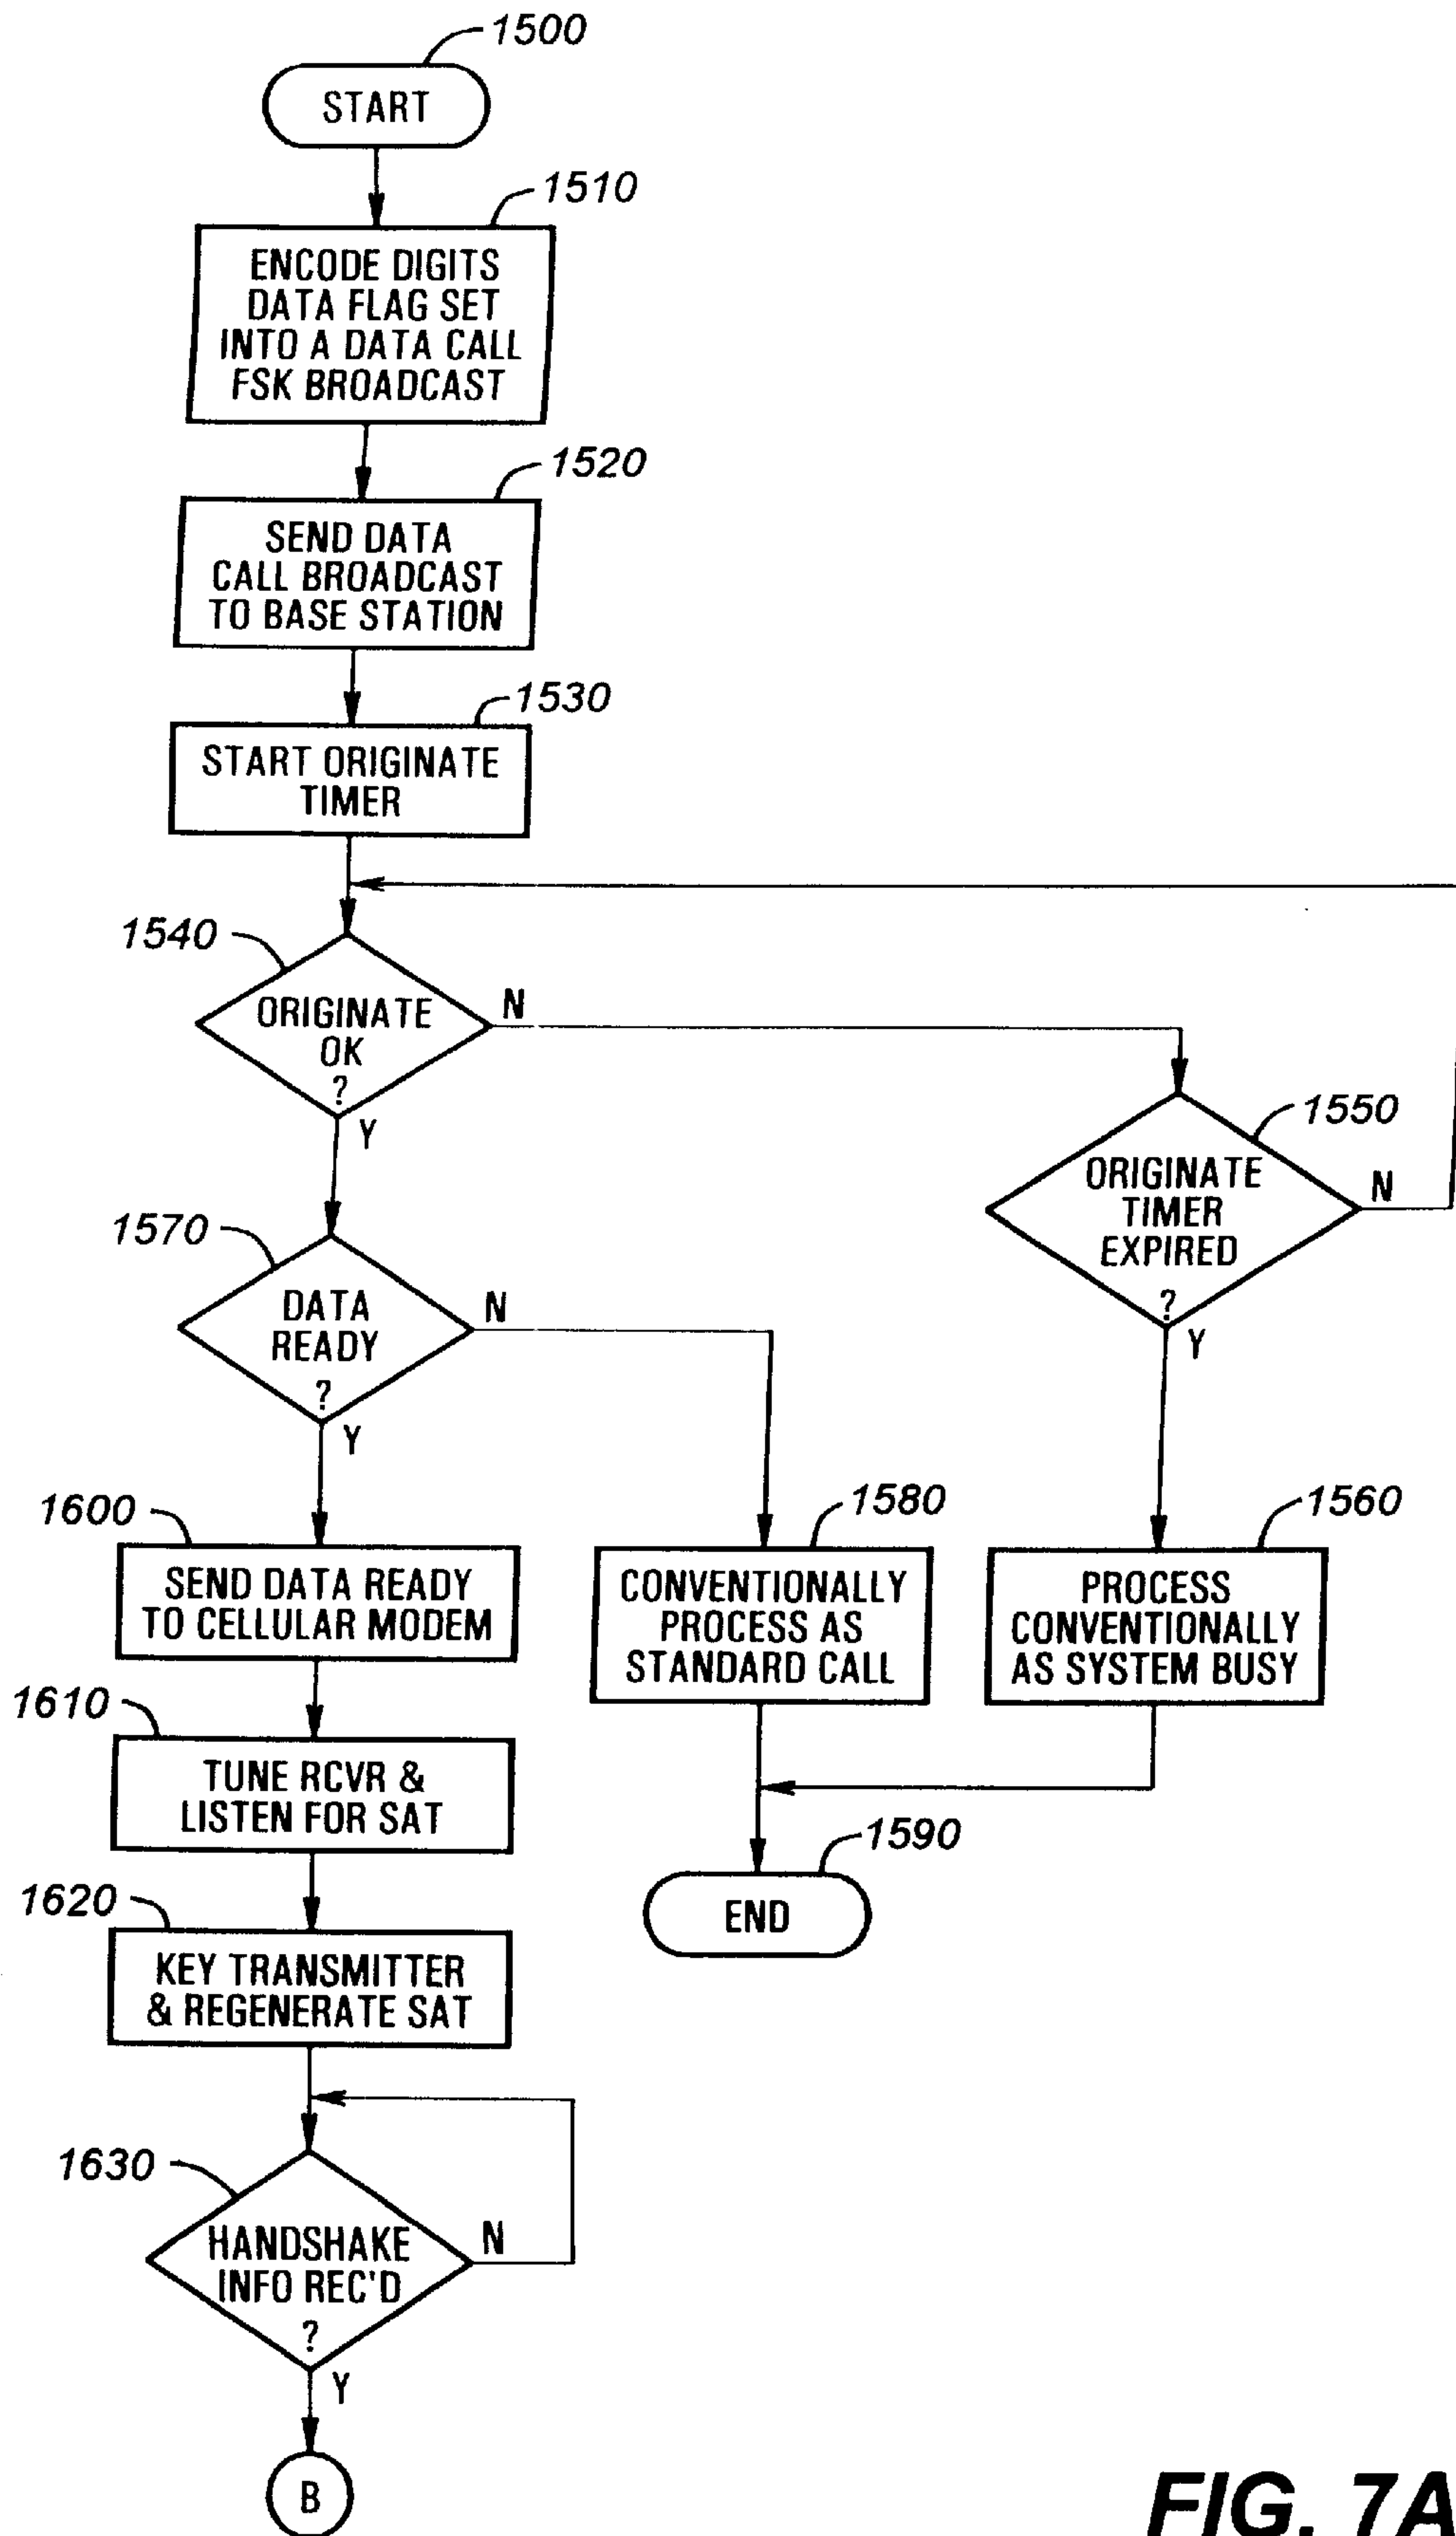 1500
START
1510
ENCODE DIGITS
DATA FLAG SET
INTO A DATA CALL
FSK BROADCAST
1520
SEND DATA
CALL BROADCAST
TO BASE STATION
1530
START ORIGINATE
TIMER
1540
ORIGINATE
OK
?
N
Y
1550
ORIGINATE
TIMER
EXPIRED
?
N
Y
1570
DATA
READY
?
N
Y
1600
SEND DATA READY
TO CELLULAR MODEM
1580
CONVENTIONALLY
PROCESS AS
STANDARD CALL
1560
PROCESS
CONVENTIONALLY
AS SYSTEM BUSY
1610
TUNE RCVR &
LISTEN FOR SAT
1590
END
1620
KEY TRANSMITTER
& REGENERATE SAT
1630
HANDSHAKE
INFO REC'D
?
N
Y
B
FIG. 7A